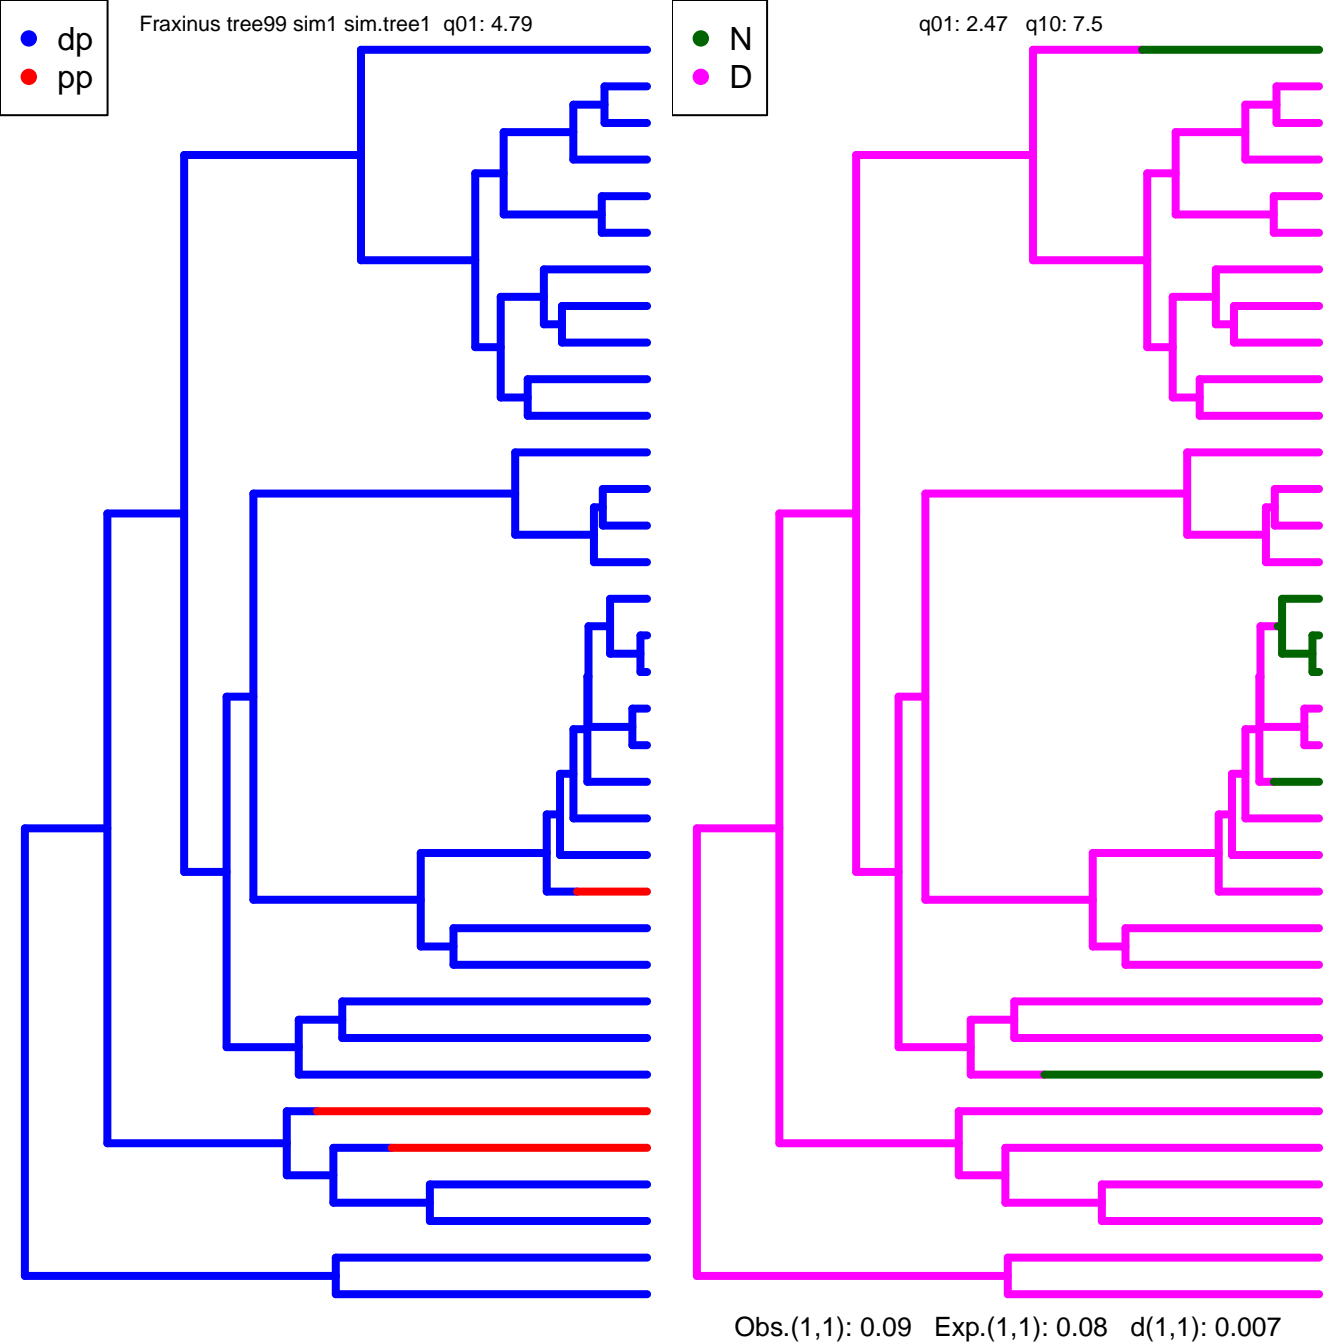 Fraxinus tree99 sim1 sim.tree1 q01: 4.79
dp
pp
q01: 2.47 q10: 7.5
N
D
Obs.(1,1): 0.09 Exp.(1,1): 0.08 d(1,1): 0.007